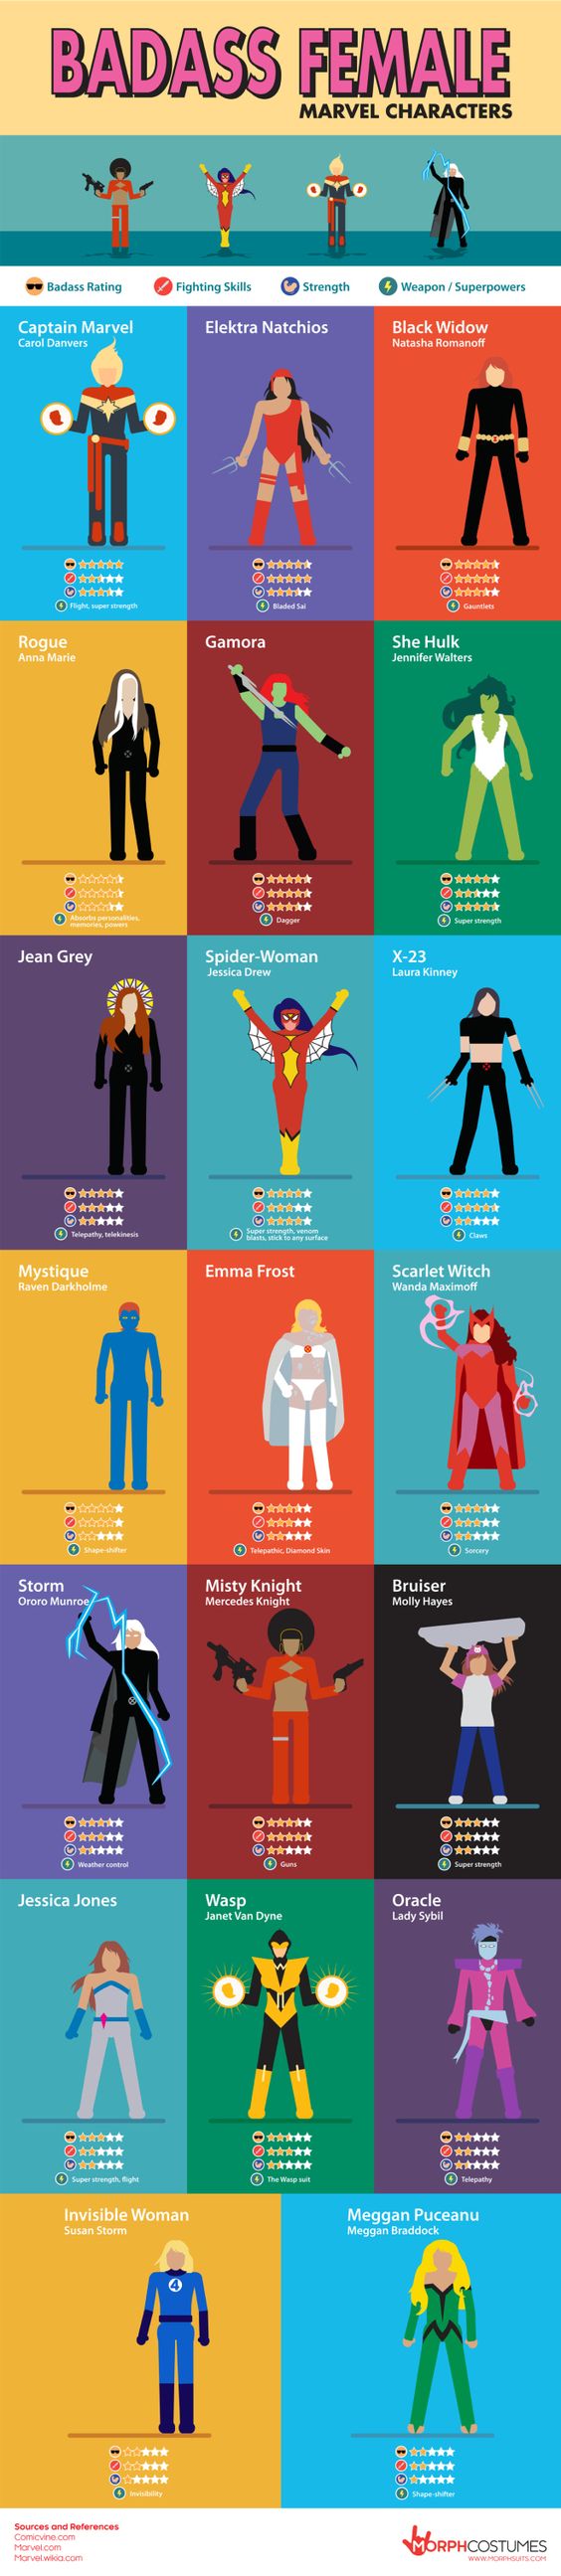 BADASS FEMALE
MARVEL CHARACTERS
Badass Rating
Fighting Skills
Strength
Weapon / Superpowers
Captain Marvel
Carol Danvers
Flight, super strength
Elektra Natchios
Bladed Sai
Black Widow
Natasha Romanoff
Gauntlets
Rogue
Anna Marie
Absorbs personalities,
memories, powers
Gamora
Dagger
She Hulk
Jennifer Walters
Super strength
Jean Grey
Telepathy, telekinesis
Spider-Woman
Jessica Drew
Super strength, venom
blasts, stick to any surface
X-23
Laura Kinney
Claws
Mystique
Raven Darkholme
Shape-shifter
Emma Frost
Telepathic, Diamond Skin
Scarlet Witch
Wanda Maximoff
Sorcery
Storm
Ororo Munroe
Weather control
Misty Knight
Mercedes Knight
Guns
Bruiser
Molly Hayes
Super strength
Jessica Jones
Super strength, flight
Wasp
Janet Van Dyne
The Wasp suit
Oracle
Lady Sybil
Telepathy
Invisible Woman
Susan Storm
4
Invisibility
Meggan Puceanu
Meggan Braddock
Shape-shifter
Sources and References
Comicvine.com
Marvel.com
Marvel.wikia.com
MORPHCOSTUMES
WWW.MORPHSUITS.COM